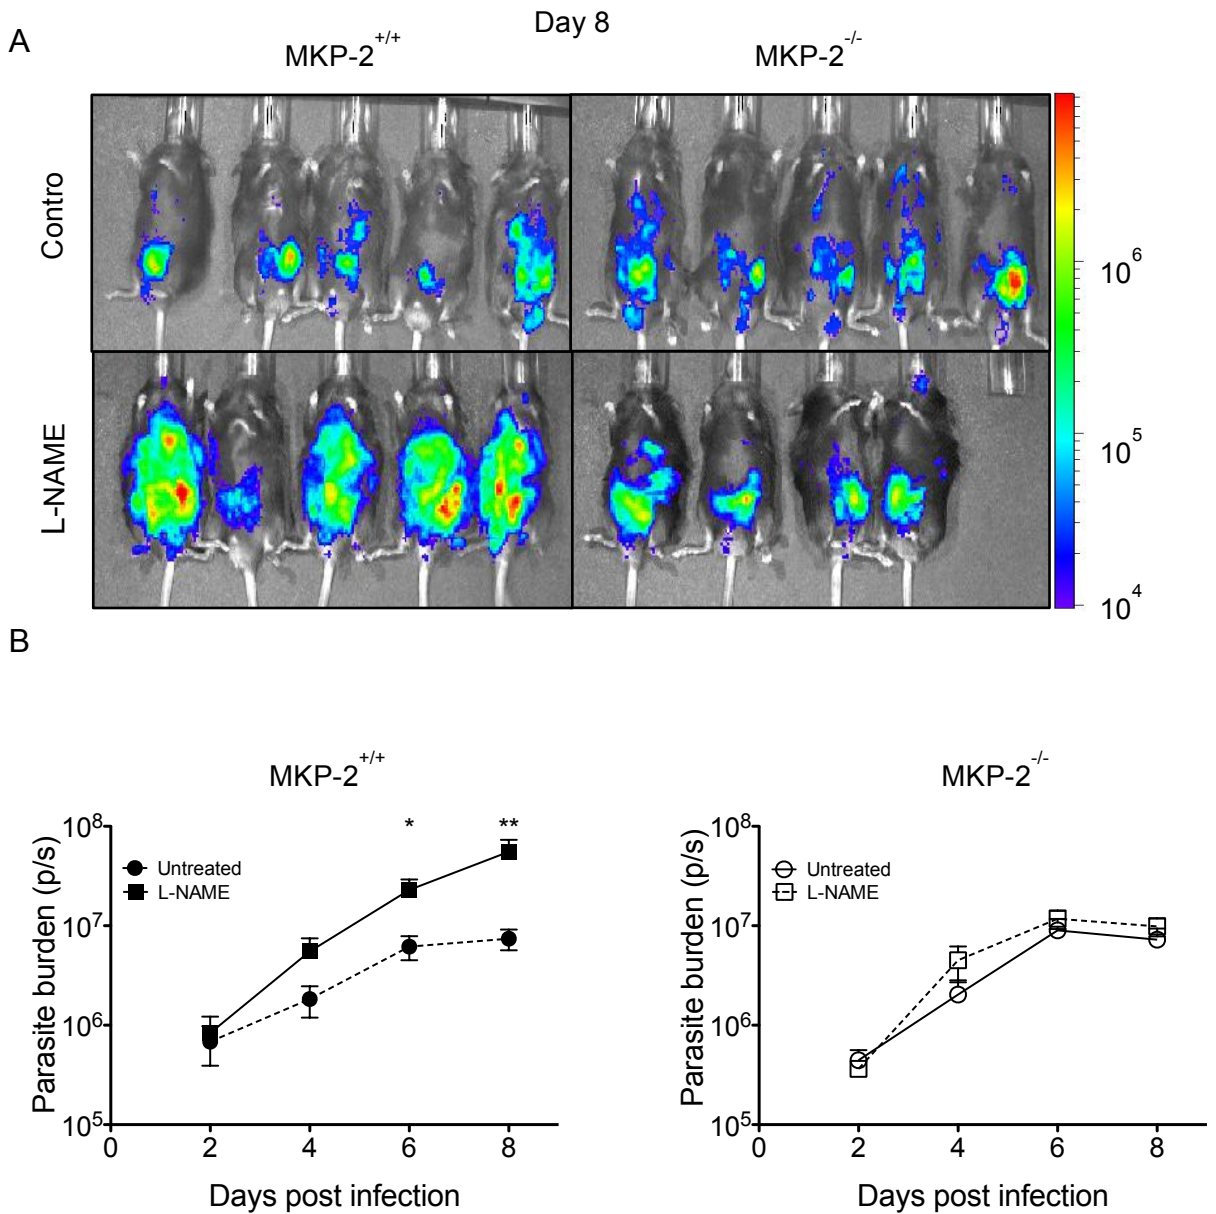 Day 8
A
MKP-2+/+
MKP-2-/-
Contro
L-NAME
10^6
10^5
10^4
B
MKP-2+/+
MKP-2-/-
Parasite burden (p/s)
10^8
10^7
10^6
10^5
* **
Untreated
L-NAME
0 2 4 6 8
Days post infection
Parasite burden (p/s)
10^8
10^7
10^6
10^5
Untreated
L-NAME
0 2 4 6 8
Days post infection